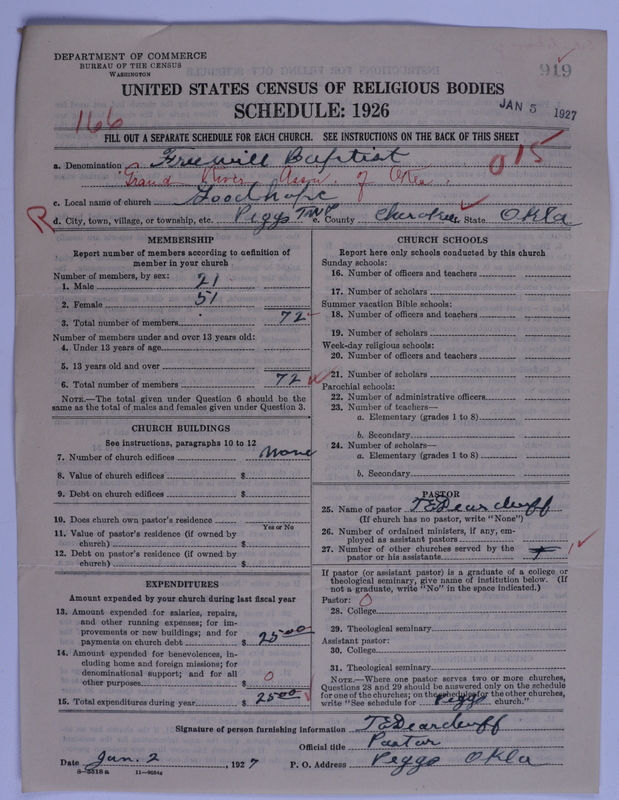 DEPARTMENT OF COMMERCE
BUREAU OF THE CENSUS
WASHINGTON
919
UNITED STATES CENSUS OF RELIGIOUS BODIES
SCHEDULE: 1926
JAN 5 1927
166
FILL OUT A SEPARATE SCHEDULE FOR EACH CHURCH. SEE INSTRUCTIONS ON THE BACK OF THIS SHEET
a. Denomination Freewill Baptist
015
Grand River Assn. of Okla.
c. Local name of church Good hope
R
d. City, town, village, or township, etc. Peggs TWP e. County Cherokee State Okla
MEMBERSHIP
Report number of members according to definition of
member in your church
Number of members, by sex:
1. Male 21
2. Female 51
3. Total number of members 72
Number of members under and over 13 years old:
4. Under 13 years of age
5. 13 years old and over
6. Total number of members 72
NOTE.—The total given under Question 6 should be the
same as the total of males and females given under Question 3.
CHURCH BUILDINGS
See instructions, paragraphs 10 to 12
7. Number of church edifices none
8. Value of church edifices $
9. Debt on church edifices $
10. Does church own pastor's residence
Yes or No
11. Value of pastor's residence (if owned by
church) $
12. Debt on pastor's residence (if owned by
church) $
EXPENDITURES
Amount expended by your church during last fiscal year
13. Amount expended for salaries, repairs,
and other running expenses; for im-
provements or new buildings; and for
payments on church debt $ 25 00
14. Amount expended for benevolences, in-
cluding home and foreign missions; for
denominational support; and for all
other purposes $ 0
15. Total expenditures during year $ 25 00
CHURCH SCHOOLS
Report here only schools conducted by this church
Sunday schools:
16. Number of officers and teachers
17. Number of scholars
Summer vacation Bible schools:
18. Number of officers and teachers
19. Number of scholars
Week-day religious schools:
20. Number of officers and teachers
21. Number of scholars
Parochial schools:
22. Number of administrative officers
23. Number of teachers—
a. Elementary (grades 1 to 8)
b. Secondary
24. Number of scholars—
a. Elementary (grades 1 to 8)
b. Secondary
PASTOR
25. Name of pastor T E Deardurff
(If church has no pastor, write "None")
26. Number of ordained ministers, if any, em-
ployed as assistant pastors
27. Number of other churches served by the
pastor or his assistants 1
If pastor (or assistant pastor) is a graduate of a college or
theological seminary, give name of institution below. (If
not a graduate, write "No" in the space indicated.)
Pastor: 0
28. College
29. Theological seminary
Assistant pastor:
30. College
31. Theological seminary
NOTE.—Where one pastor serves two or more churches,
Questions 28 and 29 should be answered only on the schedule
for one of the churches; on the schedules for the other churches,
write "See schedule for Peggs church."
Signature of person furnishing information T E Deardurff
Official title Pastor
Date Jan. 2, 1927 P. O. Address Peggs Okla
8—5518 a 11—9054